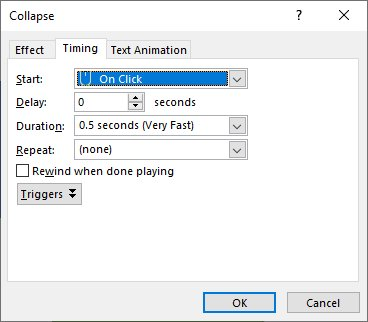 Collapse ? ×
Effect Timing Text Animation
Start: On Click
Delay: 0 seconds
Duration: 0.5 seconds (Very Fast)
Repeat: (none)
Rewind when done playing
Triggers
OK Cancel